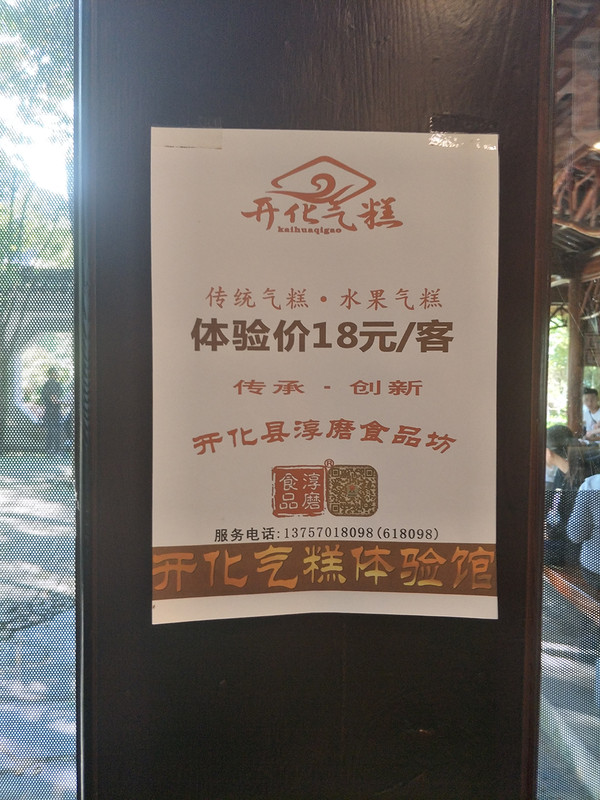 开化气糕
kaihuaqigao
传统气糕·水果气糕
体验价18元/客
传承·创新
开化县淳磨食品坊
淳磨食品®
服务电话:13757018098(618098)
开化气糕体验馆